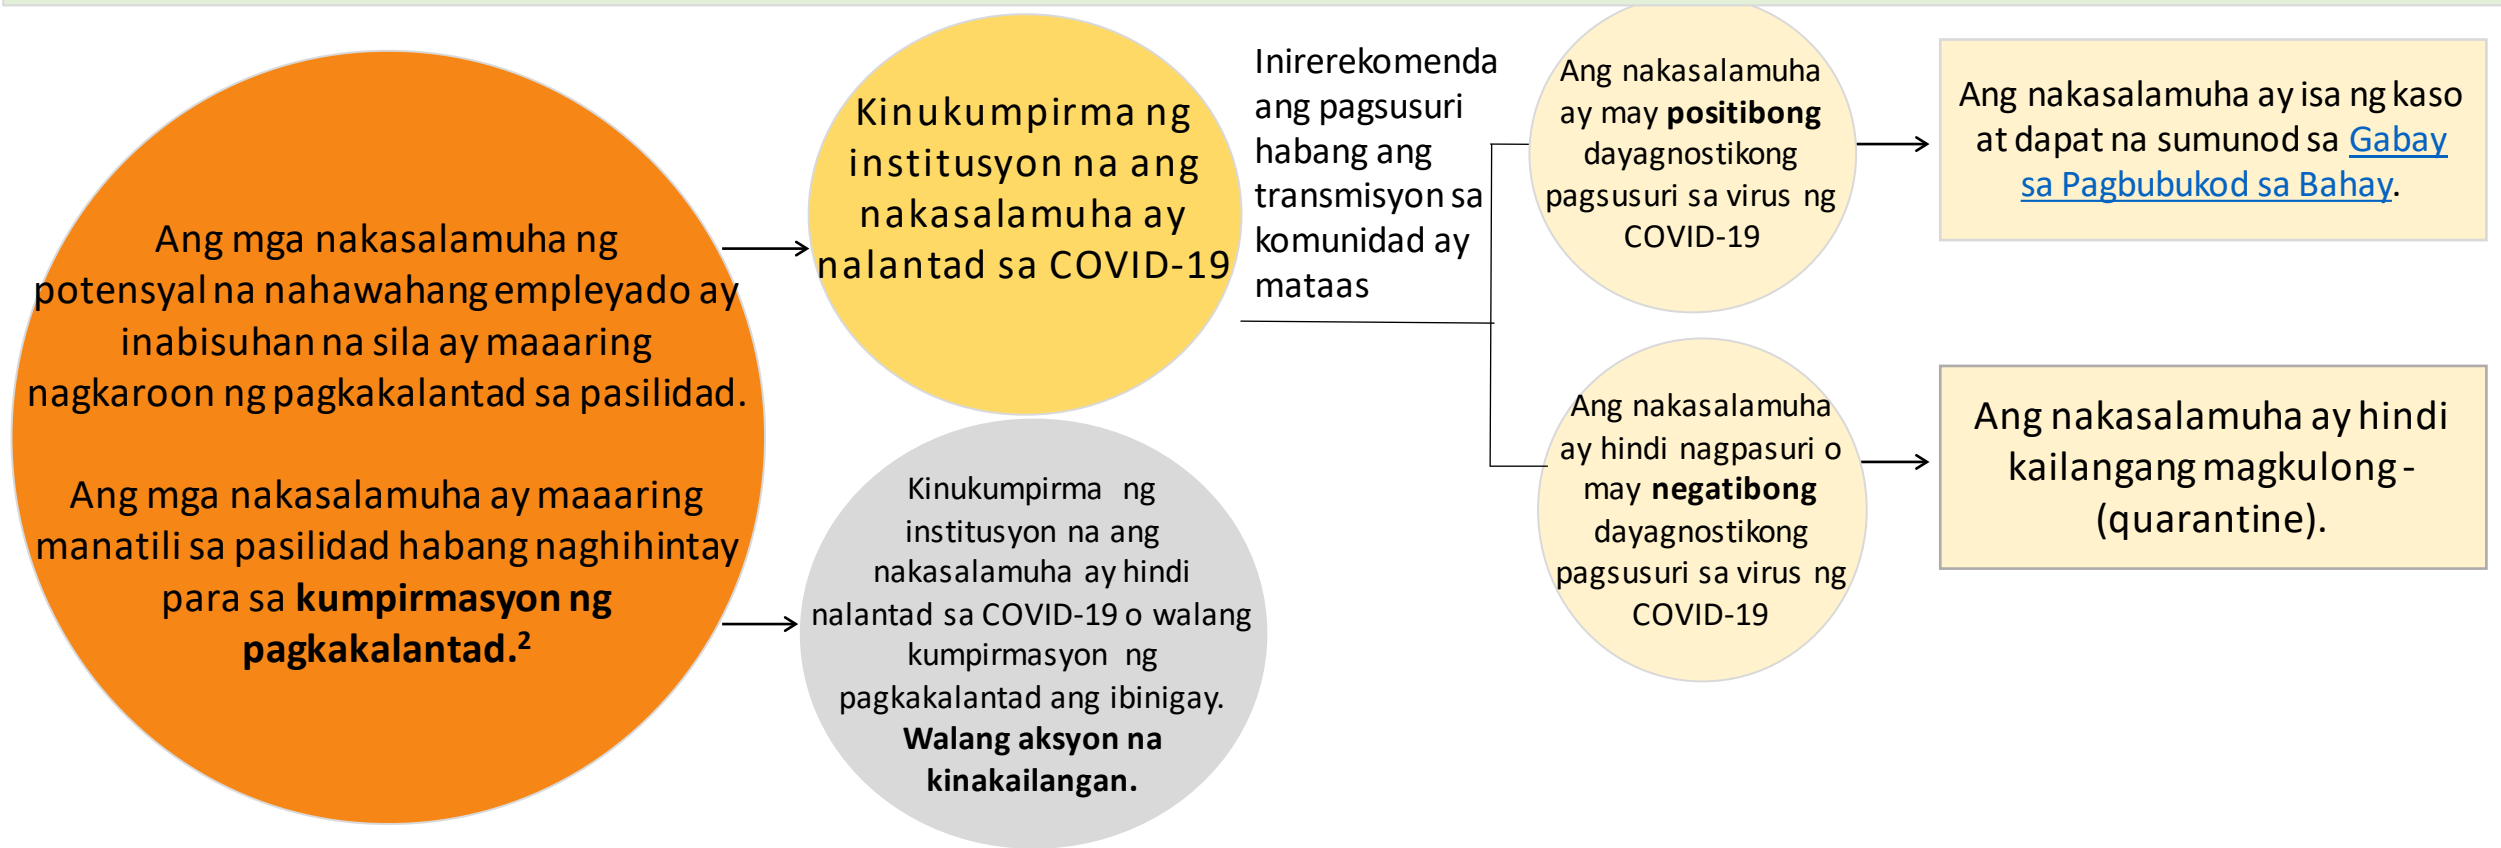 Ang mga nakasalamuha ng
potensyal na nahawahang empleyado ay
inabisuhan na sila ay maaaring
nagkaroon ng pagkakalantad sa pasilidad.
Ang mga nakasalamuha ay maaaring
manatili sa pasilidad habang naghihintay
para sa kumpirmasyon ng
pagkakalantad.²
Kinukumpirma ng
institusyon na ang
nakasalamuha ay
nalantad sa COVID-19
Kinukumpirma ng
institusyon na ang
nakasalamuha ay hindi
nalantad sa COVID-19 o walang
kumpirmasyon ng
pagkakalantad ang ibinigay.
Walang aksyon na
kinakailangan.
Inirerekomenda
ang pagsusuri
habang ang
transmisyon sa
komunidad ay
mataas
Ang nakasalamuha
ay may positibong
dayagnostikong
pagsusuri sa virus ng
COVID-19
Ang nakasalamuha ay isa ng kaso
at dapat na sumunod sa Gabay
sa Pagbubukod sa Bahay.
Ang nakasalamuha
ay hindi nagpasuri o
may negatibong
dayagnostikong
pagsusuri sa virus ng
COVID-19
Ang nakasalamuha ay hindi
kailangang magkulong -
(quarantine).